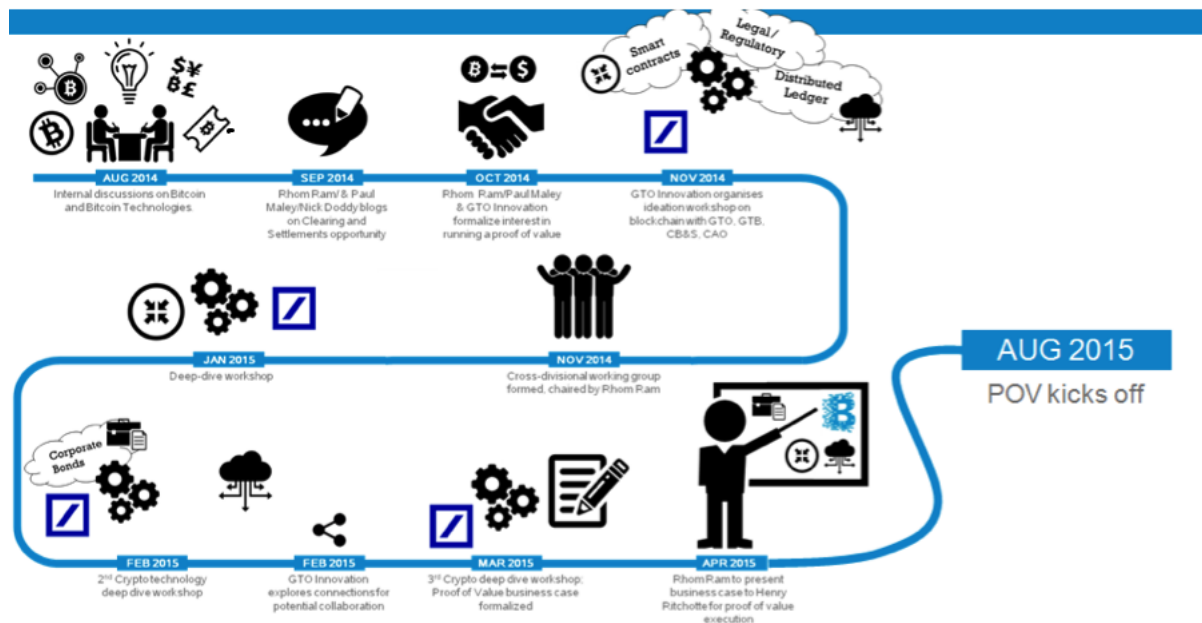 Smart
contracts
Legal /
Regulatory
Distributed
Ledger
AUG 2014
Internal discussions on Bitcoin
and Bitcoin Technologies.
SEP 2014
Rhom Ram/ & Paul
Maley/Nick Doddy blogs
on Clearing and
Settlements opportunity
OCT 2014
Rhom Ram/Paul Maley
& GTO Innovation
formalize interest in
running a proof of value
NOV 2014
GTO Innovation organises
ideation workshop on
blockchain with GTO, GTB,
CB&S, CAO
JAN 2015
Deep-dive workshop
NOV 2014
Cross-divisional working group
formed, chaired by Rhom Ram
AUG 2015
POV kicks off
Corporate
Bonds
FEB 2015
2nd Crypto technology
deep dive workshop
FEB 2015
GTO Innovation
explores connections for
potential collaboration
MAR 2015
3rd Crypto deep dive workshop;
Proof of Value business case
formalized
APR 2015
Rhom Ram to present
business case to Henry
Ritchotte for proof of value
execution